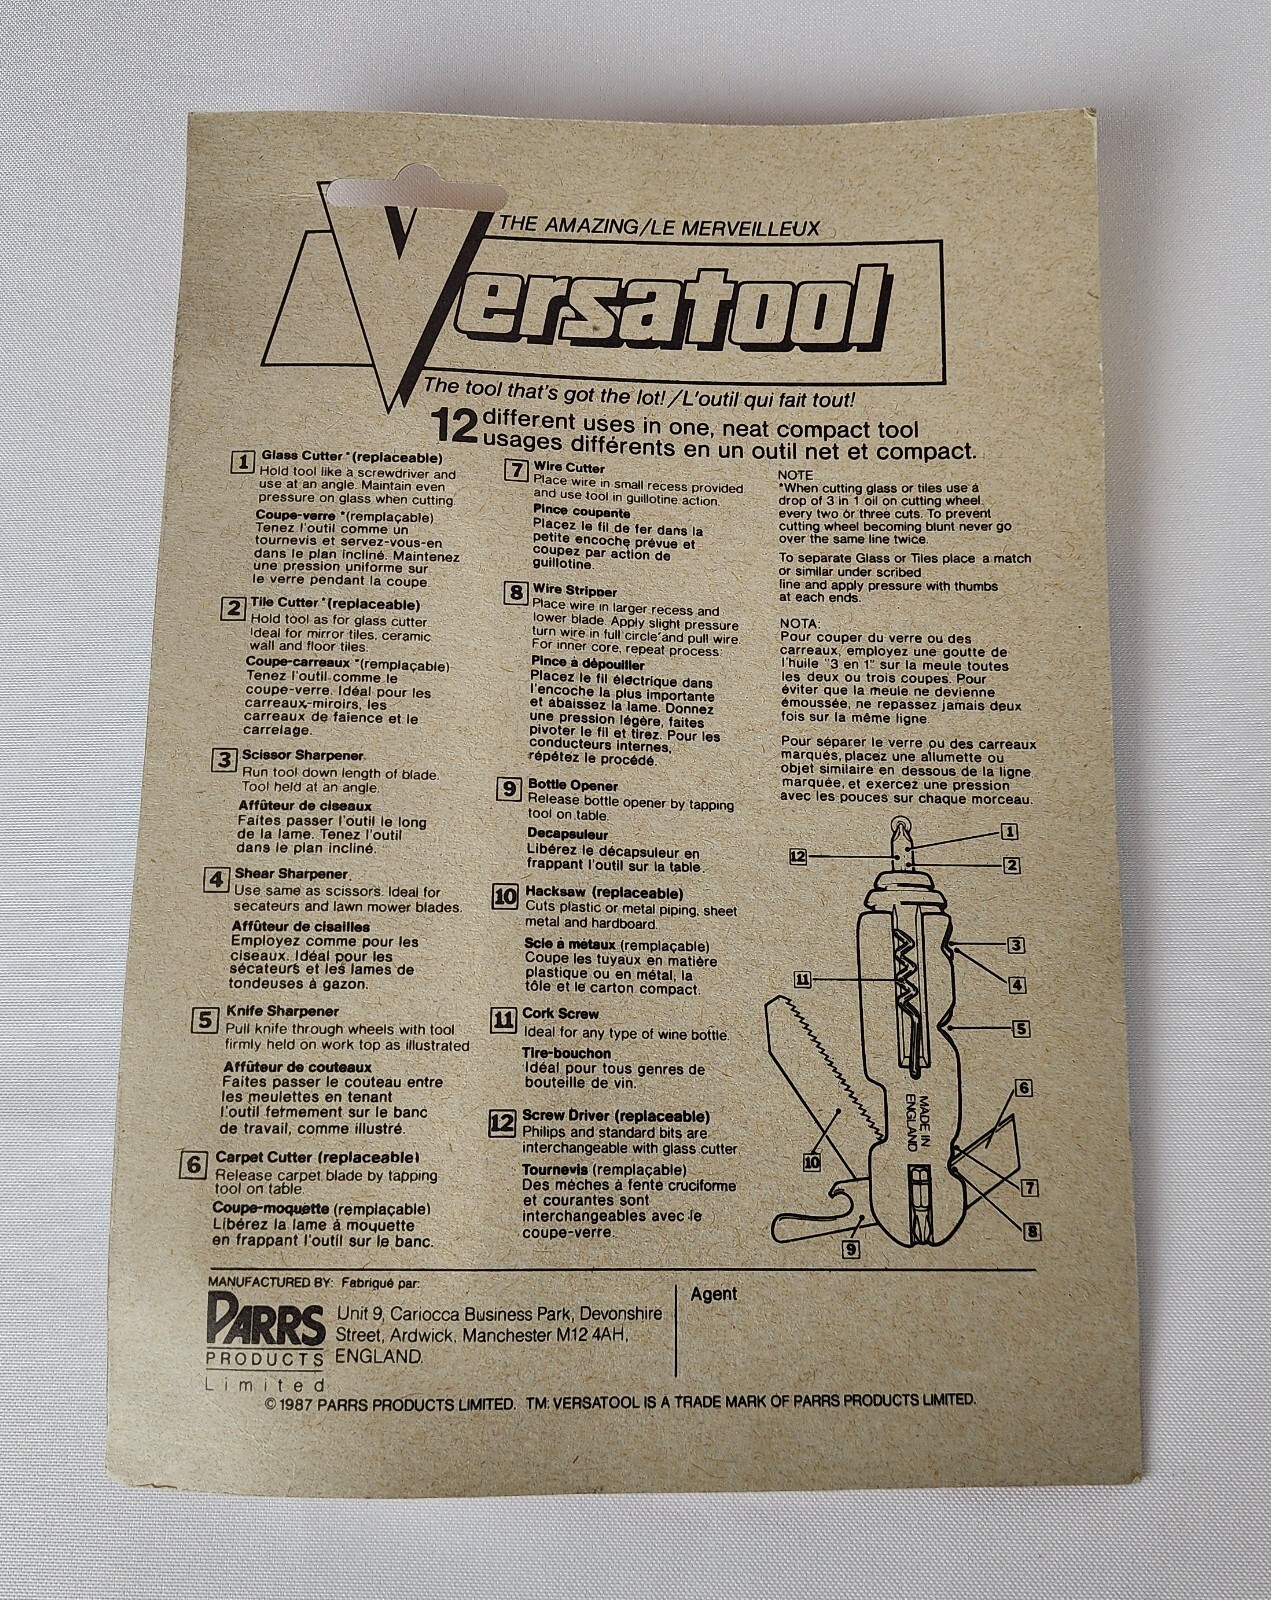 THE AMAZING/LE MERVEILLEUX
Versatool
The tool that's got the lot!/L'outil qui fait tout!
12 different uses in one, neat compact tool
usages différents en un outil net et compact.
1 Glass Cutter *(replaceable)
Hold tool like a screwdriver and
use at an angle. Maintain even
pressure on glass when cutting.
Coupe-verre *(remplaçable)
Tenez l'outil comme un
tournevis et servez-vous-en
dans le plan incliné. Maintenez
une pression uniforme sur
le verre pendant la coupe.
2 Tile Cutter *(replaceable)
Hold tool as for glass cutter.
Ideal for mirror tiles, ceramic
wall and floor tiles.
Coupe-carreaux *(remplaçable)
Tenez l'outil comme le
coupe-verre. Idéal pour les
carreaux-miroirs, les
carreaux de faience et le
carrelage.
3 Scissor Sharpener
Run tool down length of blade.
Tool held at an angle.
Affûteur de ciseaux
Faites passer l'outil le long
de la lame. Tenez l'outil
dans le plan incliné.
4 Shear Sharpener
Use same as scissors. Ideal for
secateurs and lawn mower blades.
Affûteur de cisailles
Employez comme pour les
ciseaux. Idéal pour les
sécateurs et les lames de
tondeuses à gazon.
5 Knife Sharpener
Pull knife through wheels with tool
firmly held on work top as illustrated
Affûteur de couteaux
Faites passer le couteau entre
les meulettes en tenant
l'outil fermement sur le banc
de travail, comme illustré.
6 Carpet Cutter (replaceable)
Release carpet blade by tapping
tool on table.
Coupe-moquette (remplaçable)
Libérez la lame à moquette
en frappant l'outil sur le banc.
7 Wire Cutter
Place wire in small recess provided
and use tool in guillotine action.
Pince coupante
Placez le fil de fer dans la
petite encoche prévue et
coupez par action de
guillotine.
8 Wire Stripper
Place wire in larger recess and
lower blade. Apply slight pressure
turn wire in full circle and pull wire.
For inner core, repeat process.
Pince à dépouiller
Placez le fil électrique dans
l'encoche la plus importante
et abaissez la lame. Donnez
une pression légère, faites
pivoter le fil et tirez. Pour les
conducteurs internes,
répétez le procédé.
9 Bottle Opener
Release bottle opener by tapping
tool on table.
Decapsuleur
Libérez le décapsuleur en
frappant l'outil sur la table.
10 Hacksaw (replaceable)
Cuts plastic or metal piping, sheet
metal and hardboard.
Scie à métaux (remplaçable)
Coupe les tuyaux en matière
plastique ou en métal, la
tôle et le carton compact.
11 Cork Screw
Ideal for any type of wine bottle.
Tire-bouchon
Idéal pour tous genres de
bouteille de vin.
12 Screw Driver (replaceable)
Philips and standard bits are
interchangeable with glass cutter
Tournevis (remplaçable)
Des mèches à fente cruciforme
et courantes sont
interchangeables avec le
coupe-verre.
NOTE
*When cutting glass or tiles use a
drop of 3 in 1 oil on cutting wheel
every two or three cuts. To prevent
cutting wheel becoming blunt never go
over the same line twice.
To separate Glass or Tiles place a match
or similar under scribed
line and apply pressure with thumbs
at each ends.
NOTA:
Pour couper du verre ou des
carreaux, employez une goutte de
l'huile "3 en 1" sur la meule toutes
les deux ou trois coupes. Pour
éviter que la meule ne devienne
émoussée, ne repassez jamais deux
fois sur la même ligne.
Pour séparer le verre ou des carreaux
marqués, placez une allumette ou
objet similaire en dessous de la ligne
marquée, et exercez une pression
avec les pouces sur chaque morceau.
1
12
2
3
11
4
5
6
MADE IN
ENGLAND
10
7
8
9
MANUFACTURED BY: Fabriqué par:
PARRS
PRODUCTS
Limited
Unit 9, Cariocca Business Park, Devonshire
Street, Ardwick, Manchester M12 4AH,
ENGLAND.
Agent
© 1987 PARRS PRODUCTS LIMITED. TM: VERSATOOL IS A TRADE MARK OF PARRS PRODUCTS LIMITED.